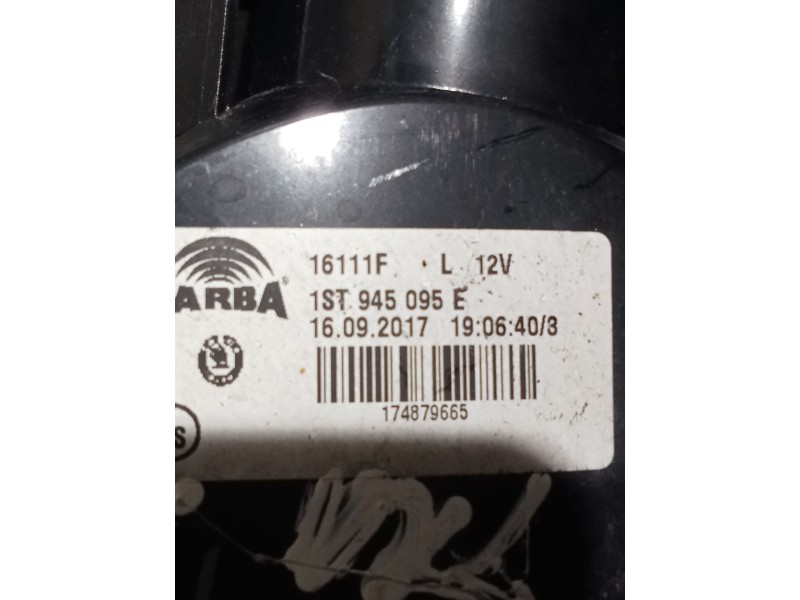 16111F L 12V
ARBA®
1ST 945 095 E
16.09.2017 19:06:40/3
174879665
S